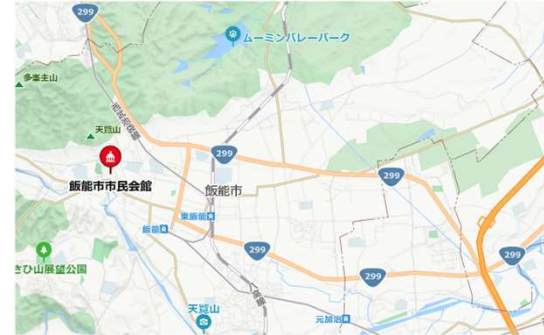 299
ムーミンバレーパーク
多峯主山
天覧山
299
299
飯能市市民会館
飯能市
東飯能
飯能
299
299
さひ山展望公園
天覧山
299
元加治